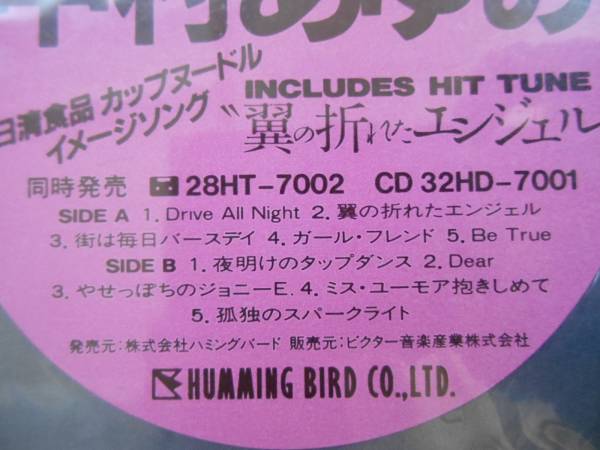 中村あゆみ
日清食品 カップヌードル
イメージソング
INCLUDES HIT TUNE
〝翼の折れたエンジェル
同時発売 28HT-7002 CD 32HD-7001
SIDE A 1. Drive All Night 2. 翼の折れたエンジェル
3. 街は毎日バースデイ 4. ガール・フレンド 5. Be True
SIDE B 1. 夜明けのタップダンス 2. Dear
3. やせっぽちのジョニーE. 4. ミス・ユーモア抱きしめて
5. 孤独のスパークライト
発売元:株式会社ハミングバード 販売元:ビクター音楽産業株式会社
HUMMING BIRD CO.,LTD.